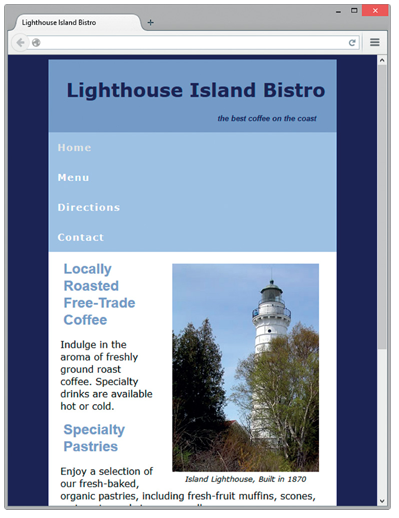 Lighthouse Island Bistro
Lighthouse Island Bistro
the best coffee on the coast
Home
Menu
Directions
Contact
Locally
Roasted
Free-Trade
Coffee
Indulge in the
aroma of freshly
ground roast
coffee. Specialty
drinks are available
hot or cold.
Specialty
Pastries
Island Lighthouse, Built in 1870
Enjoy a selection of
our fresh-baked,
organic pastries, including fresh-fruit muffins, scones,